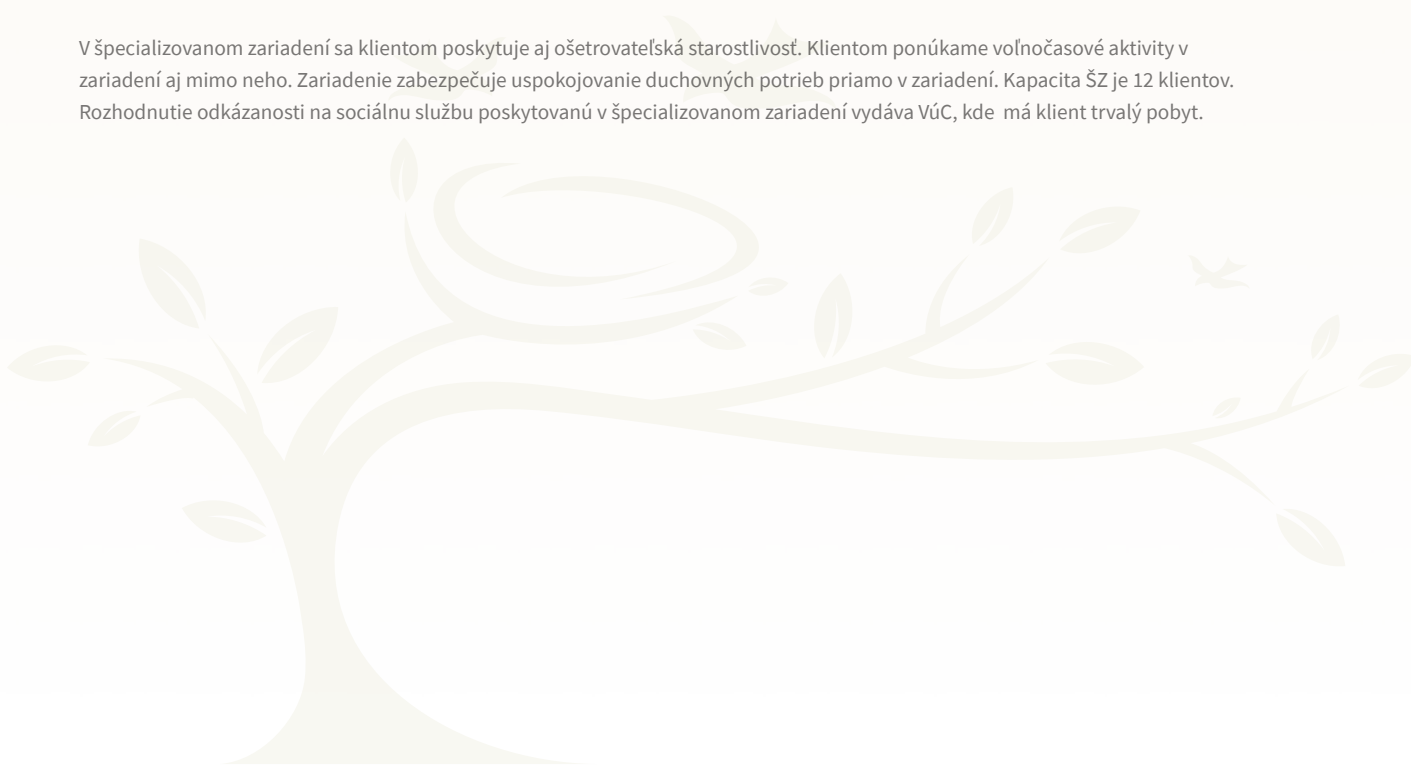 V špecializovanom zariadení sa klientom poskytuje aj ošetrovateľská starostlivosť. Klientom ponúkame voľnočasové aktivity v
zariadení aj mimo neho. Zariadenie zabezpečuje uspokojovanie duchovných potrieb priamo v zariadení. Kapacita ŠZ je 12 klientov.
Rozhodnutie odkázanosti na sociálnu službu poskytovanú v špecializovanom zariadení vydáva VúC, kde  má klient trvalý pobyt.